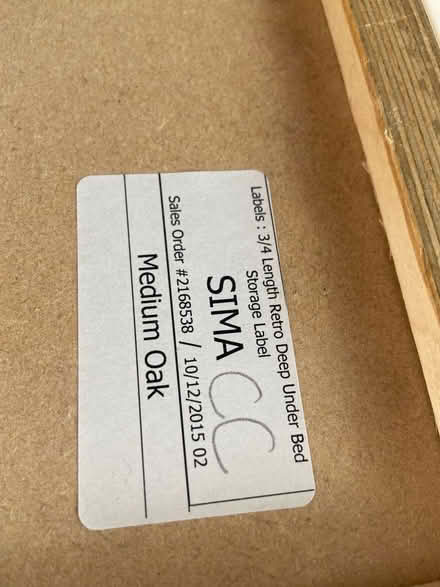 Labels : 3/4 Length Retro Deep Under Bed
Storage Label
SIMA CC
Sales Order #2168538 / 10/12/2015 02
Medium Oak